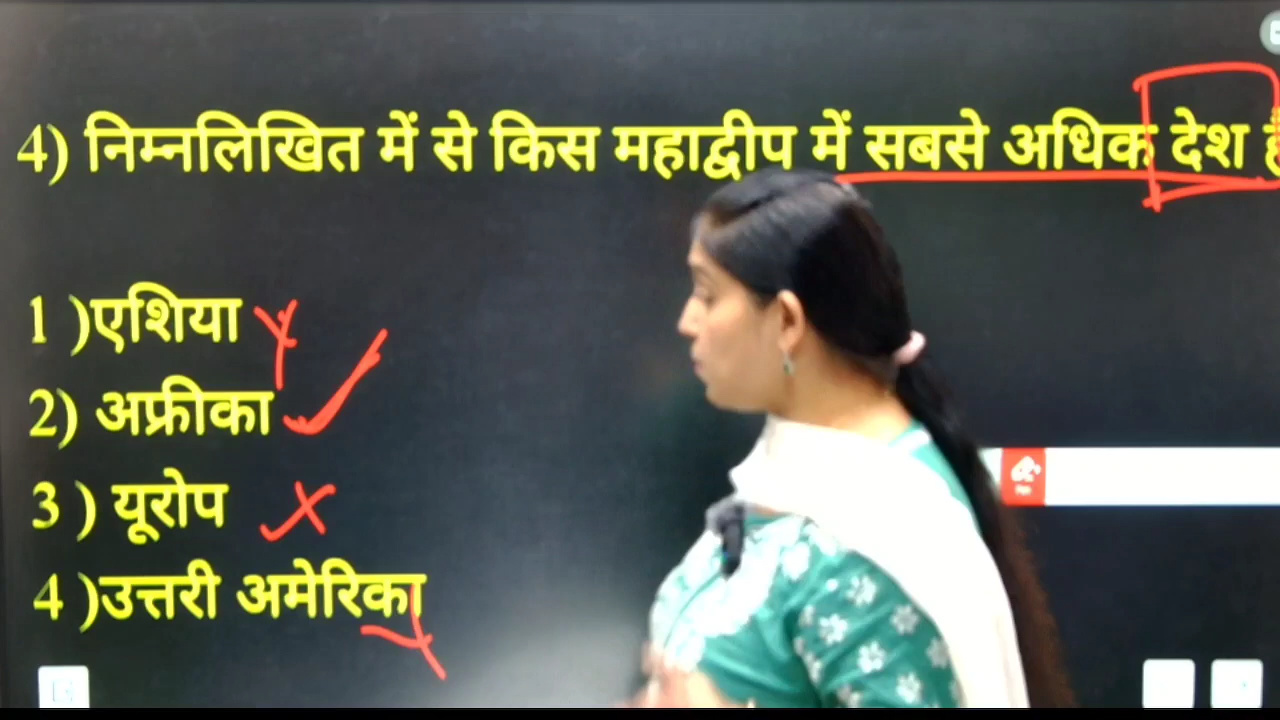 4) निम्नलिखित में से किस महाद्वीप में सबसे अधिक देश
1 )एशिया
2) अफ्रीका
3 ) यूरोप
4 )उत्तरी अमेरिका